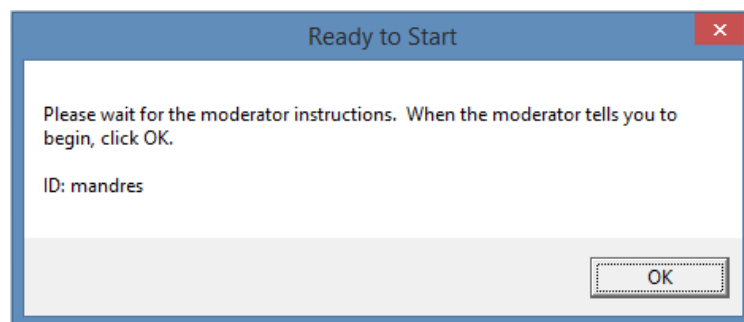 Ready to Start
Please wait for the moderator instructions.  When the moderator tells you to
begin, click OK.
ID: mandres
OK